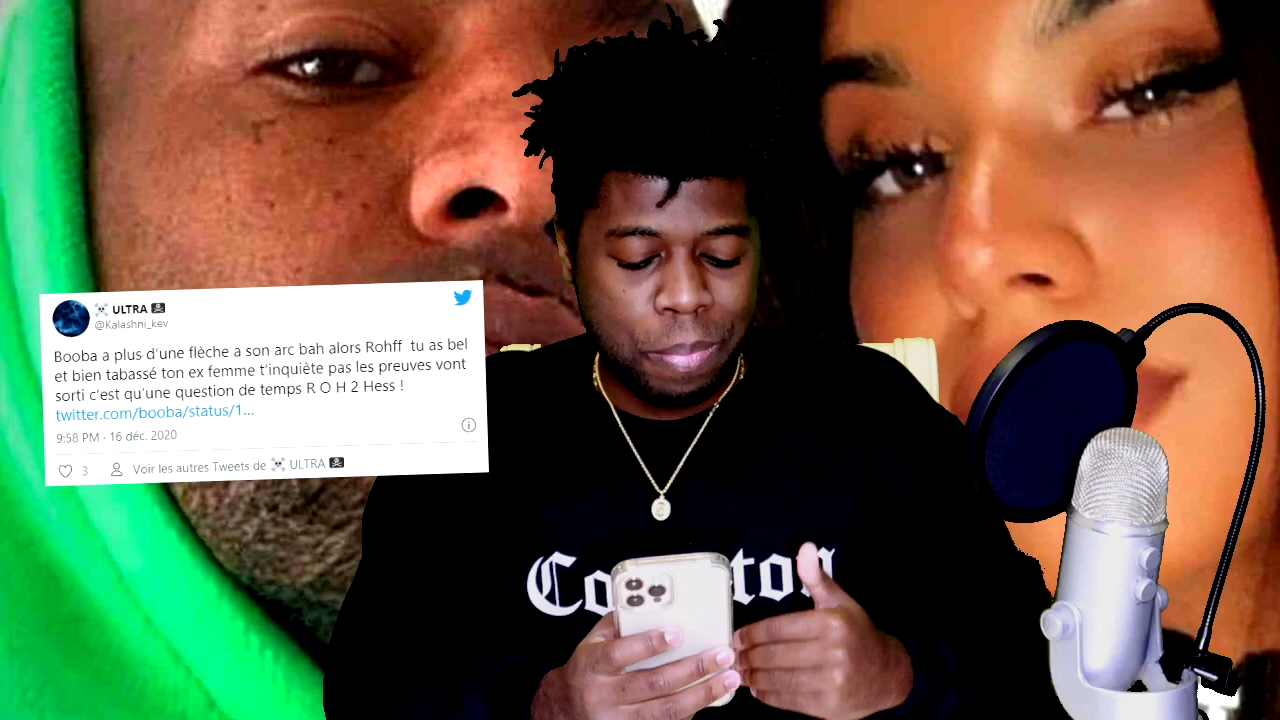 ULTRA
@Kalashni_kev
Booba a plus d'une flèche a son arc bah alors Rohff tu as bel
et bien tabassé ton ex femme t'inquiète pas les preuves vont
sorti c'est qu'une question de temps R O H 2 Hess !
twitter.com/booba/status/1...
9:58 PM · 16 déc. 2020
3 Voir les autres Tweets de ULTRA
Co ton